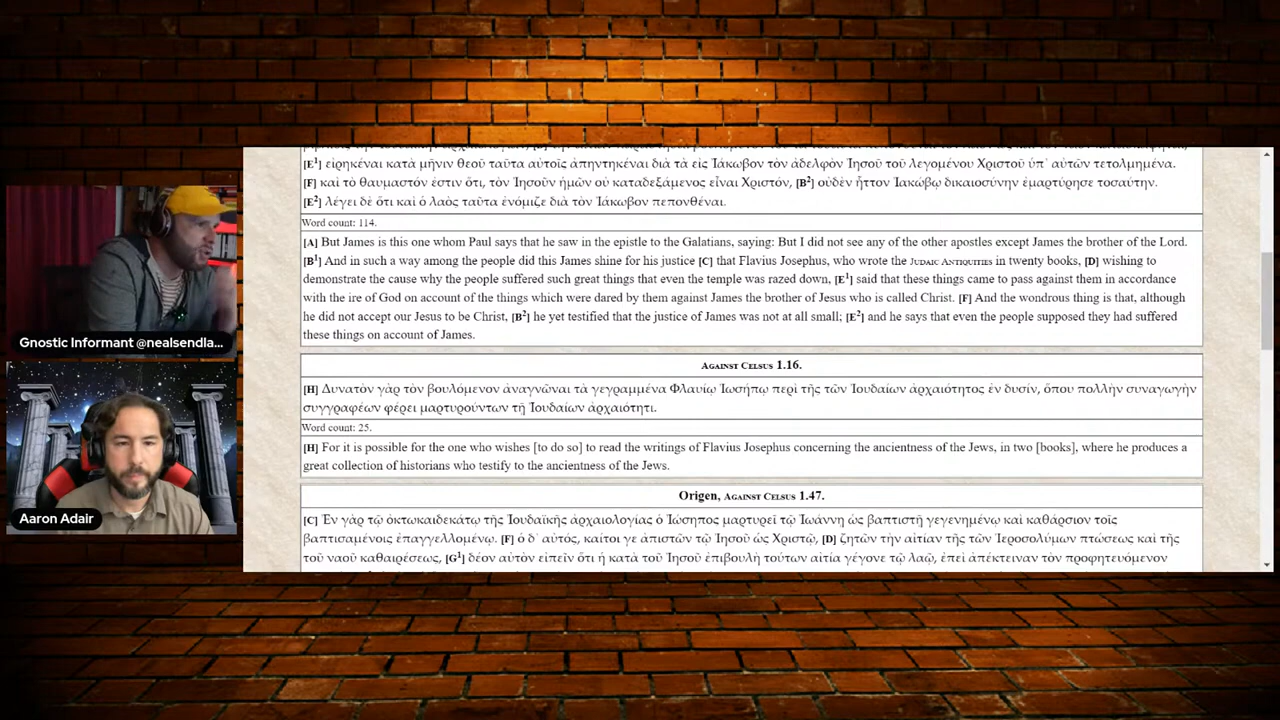 [E¹] εἰρηκέναι κατὰ μῆνιν θεοῦ ταῦτα αὐτοῖς ἀπηντηκέναι διὰ τὰ εἰς Ἰάκωβον τὸν ἀδελφὸν Ἰησοῦ τοῦ λεγομένου Χριστοῦ ὑπ᾽ αὐτῶν τετολμημένα.
[F] καὶ τὸ θαυμαστόν ἐστιν ὅτι, τὸν Ἰησοῦν ἡμῶν οὐ καταδεξάμενος εἶναι Χριστόν, [B²] οὐδὲν ἧττον Ἰακώβῳ δικαιοσύνην ἐμαρτύρησε τοσαύτην.
[E²] λέγει δὲ ὅτι καὶ ὁ λαὸς ταῦτα ἐνόμιζε διὰ τὸν Ἰάκωβον πεπονθέναι.
Word count: 114.
[A] But James is this one whom Paul says that he saw in the epistle to the Galatians, saying: But I did not see any of the other apostles except James the brother of the Lord.
[B¹] And in such a way among the people did this James shine for his justice [C] that Flavius Josephus, who wrote the Judaic Antiquities in twenty books, [D] wishing to
demonstrate the cause why the people suffered such great things that even the temple was razed down, [E¹] said that these things came to pass against them in accordance
with the ire of God on account of the things which were dared by them against James the brother of Jesus who is called Christ. [F] And the wondrous thing is that, although
he did not accept our Jesus to be Christ, [B²] he yet testified that the justice of James was not at all small; [E²] and he says that even the people supposed they had suffered
these things on account of James.
Against Celsus 1.16.
[H] Δυνατὸν γὰρ τὸν βουλόμενον ἀναγνῶναι τὰ γεγραμμένα Φλαυίῳ Ἰωσήπῳ περὶ τῆς τῶν Ἰουδαίων ἀρχαιότητος ἐν δυσίν, ὅπου πολλὴν συναγωγὴν
συγγραφέων φέρει μαρτυρούντων τῇ Ἰουδαίων ἀρχαιότητι.
Word count: 25.
[H] For it is possible for the one who wishes [to do so] to read the writings of Flavius Josephus concerning the ancientness of the Jews, in two [books], where he produces a
great collection of historians who testify to the ancientness of the Jews.
Origen, Against Celsus 1.47.
[C] Ἐν γὰρ τῷ ὀκτωκαιδεκάτῳ τῆς Ἰουδαϊκῆς ἀρχαιολογίας ὁ Ἰώσηπος μαρτυρεῖ τῷ Ἰωάννῃ ὡς βαπτιστῇ γεγενημένῳ καὶ καθάρσιον τοῖς
βαπτισαμένοις ἐπαγγελλομένῳ. [F] ὁ δ᾽ αὐτός, καίτοι γε ἀπιστῶν τῷ Ἰησοῦ ὡς Χριστῷ, [D] ζητῶν τὴν αἰτίαν τῆς τῶν Ἱεροσολύμων πτώσεως καὶ τῆς
τοῦ ναοῦ καθαιρέσεως, [G¹] δέον αὐτὸν εἰπεῖν ὅτι ἡ κατὰ τοῦ Ἰησοῦ ἐπιβουλὴ τούτων αἰτία γέγονε τῷ λαῷ, ἐπεὶ ἀπέκτειναν τὸν προφητευόμενον
Gnostic Informant @nealsendla...
Aaron Adair